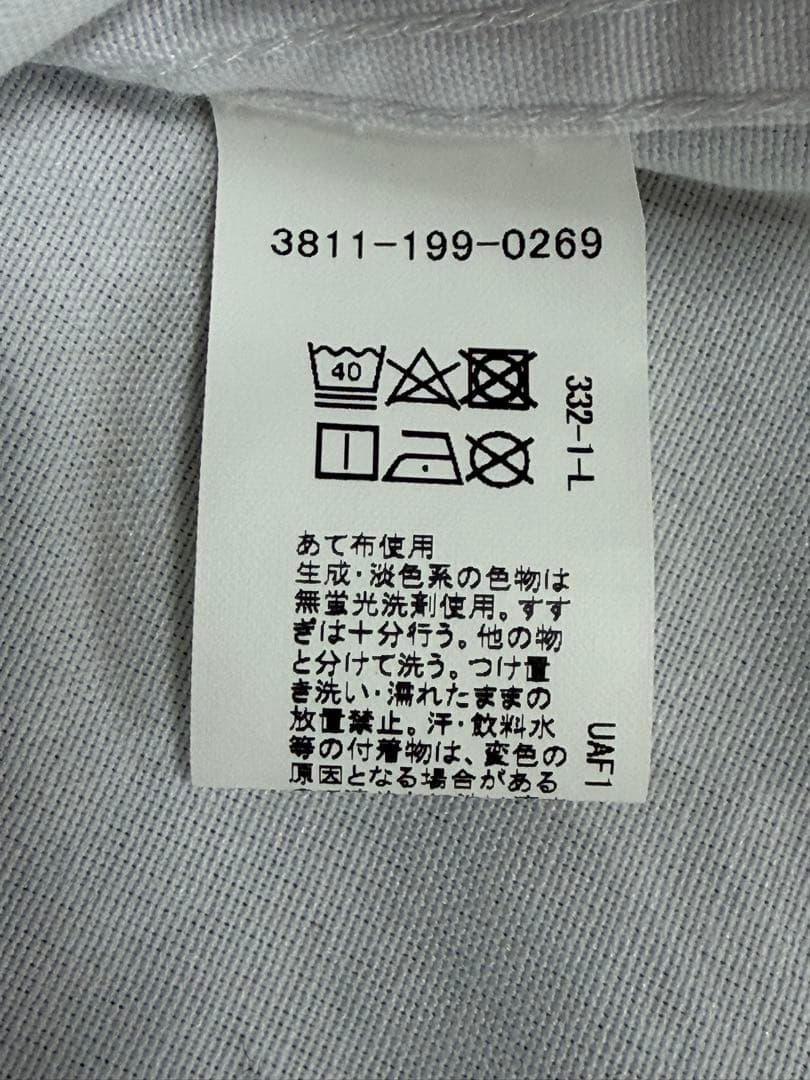 3811-199-0269
40
332-1-L
あて布使用
生成・淡色系の色物は
無蛍光洗剤使用。すす
ぎは十分行う。他の物
と分けて洗う。つけ置
き洗い・濡れたままの
放置禁止。汗・飲料水
等の付着物は、変色の
原因となる場合がある
UAF1